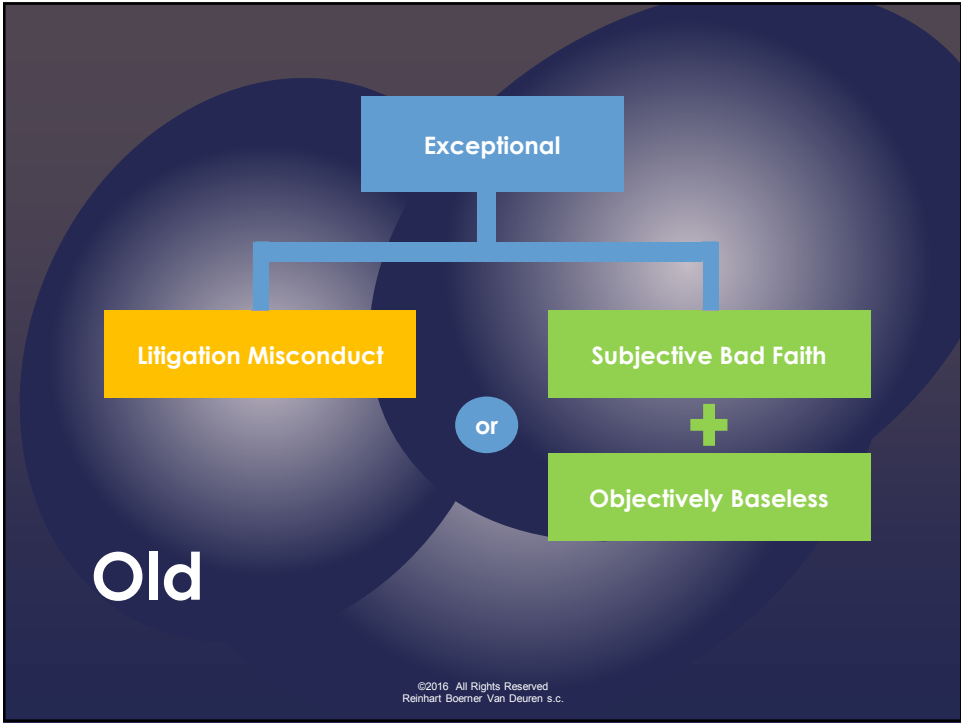 Exceptional
Litigation Misconduct
or
Subjective Bad Faith
Objectively Baseless
Old
©2016 All Rights Reserved
Reinhart Boerner Van Deuren s.c.